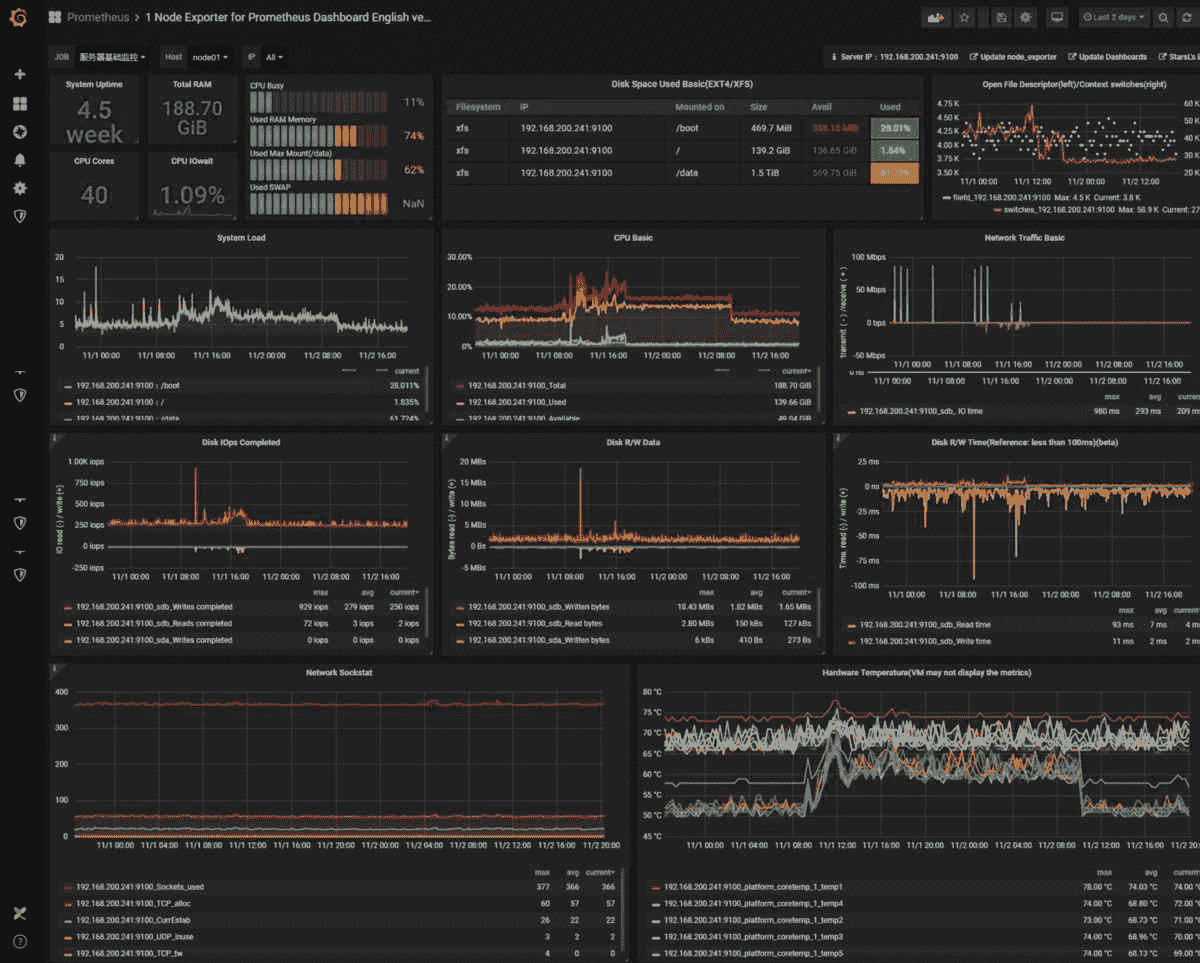 Prometheus > 1 Node Exporter for Prometheus Dashboard English ve...
Last 2 days
JOB 服务器基础监控 Host node01 IP All
Server IP : 192.168.200.241:9100 Update node_exporter Update Dashboards StarsL's
System Uptime
4.5
week
Total RAM
188.70
GiB
CPU Cores
40
CPU IOwait
1.09%
CPU Busy
11%
Used RAM Memory
74%
Used Max Mount(/data)
62%
Used SWAP
NaN
Disk Space Used Basic(EXT4/XFS)
Filesystem IP Mounted on Size Avail Used
xfs 192.168.200.241:9100 /boot 469.7 MiB 28.01%
xfs 192.168.200.241:9100 / 139.2 GiB 1.84%
xfs 192.168.200.241:9100 /data 1.5 TiB 569.75 GiB
Open File Descriptor(left)/Context switches(right)
4.75 K 60
4.50 K 50
4.25 K 40
4.00 K
3.75 K 30
3.50 K 20
11/1 00:00 11/1 12:00 11/2 00:00 11/2 12:00
filefd_192.168.200.241:9100 Max: 4.5 K Current: 3.8 K
switches_192.168.200.241:9100 Max: 58.9 K Current: 27
System Load
20
15
10
5
0
11/1 00:00 11/1 08:00 11/1 16:00 11/2 00:00 11/2 08:00 11/2 16:00
current
192.168.200.241:9100 : /boot 28.011%
192.168.200.241:9100 : / 1.835%
192.168.200.241:9100 : /data 61.724%
CPU Basic
30.00%
20.00%
10.00%
0%
11/1 00:00 11/1 08:00 11/1 16:00 11/2 00:00 11/2 08:00 11/2 16:00
current
192.168.200.241:9100_Total 188.70 GiB
192.168.200.241:9100_Used 139.66 GiB
192.168.200.241:9100_Available 49.04 GiB
Network Traffic Basic
transmit (-) /receive (+)
100 Mbps
50 Mbps
0 bps
-50 Mbps
11/1 00:00 11/1 08:00 11/1 16:00 11/2 00:00 11/2 08:00 11/2 16:00
0 ms
11/1 00:00 11/1 08:00 11/1 16:00 11/2 00:00 11/2 08:00 11/2 16:00
max avg current
192.168.200.241:9100_sdb_ IO time 980 ms 293 ms 209 m
Disk IOps Completed
IO read (-) / write (+)
1.00K iops
750 iops
500 iops
250 iops
0 iops
-250 iops
11/1 00:00 11/1 08:00 11/1 16:00 11/2 00:00 11/2 08:00 11/2 16:00
max avg current
192.168.200.241:9100_sdb_Writes completed 929 iops 279 iops 250 iops
192.168.200.241:9100_sdb_Reads completed 72 iops 3 iops 2 iops
192.168.200.241:9100_sda_Writes completed 0 iops 0 iops 0 iops
Disk R/W Data
Bytes read (-) / write (+)
20 MBs
15 MBs
10 MBs
5 MBs
0 Bs
-5 MBs
11/1 00:00 11/1 08:00 11/1 16:00 11/2 00:00 11/2 08:00 11/2 16:00
max avg current
192.168.200.241:9100_sdb_Written bytes 18.43 MBs 1.82 MBs 1.65 MBs
192.168.200.241:9100_sdb_Read bytes 2.80 MBs 150 kBs 127 kBs
192.168.200.241:9100_sda_Written bytes 6 kBs 410 Bs 273 Bs
Disk R/W Time(Reference: less than 100ms)(beta)
Time. read (-) / write (+)
25 ms
0 ms
-25 ms
-50 ms
-75 ms
-100 ms
11/1 00:00 11/1 08:00 11/1 16:00 11/2 00:00 11/2 08:00 11/2 16:00
max avg current
192.168.200.241:9100_sdb_Read time 93 ms 7 ms 4 m
192.168.200.241:9100_sdb_Write time 11 ms 2 ms 2 m
Network Sockstat
400
300
200
100
0
11/1 00:00 11/1 04:00 11/1 08:00 11/1 12:00 11/1 16:00 11/1 20:00 11/2 00:00 11/2 04:00 11/2 08:00 11/2 12:00 11/2 16:00 11/2 20:00
max avg current
192.168.200.241:9100_Sockets_used 377 366 366
192.168.200.241:9100_TCP_alloc 60 57 57
192.168.200.241:9100_CurrEstab 26 22 22
192.168.200.241:9100_UDP_inuse 3 2 2
192.168.200.241:9100_TCP_tw 4 0 0
Hardware Temperature(VM may not display the metrics)
80 °C
75 °C
70 °C
65 °C
60 °C
55 °C
50 °C
45 °C
11/1 00:00 11/1 04:00 11/1 08:00 11/1 12:00 11/1 16:00 11/1 20:00 11/2 00:00 11/2 04:00 11/2 08:00 11/2 12:00 11/2 16:00 11/2 20
max avg current
192.168.200.241:9100_platform_coretemp_1_temp1 78.00 °C 74.03 °C 74.00
192.168.200.241:9100_platform_coretemp_1_temp4 74.00 °C 68.80 °C 72.00
192.168.200.241:9100_platform_coretemp_1_temp2 73.00 °C 68.73 °C 71.00
192.168.200.241:9100_platform_coretemp_1_temp3 74.00 °C 68.96 °C 70.00
192.168.200.241:9100_platform_coretemp_1_temp5 74.00 °C 68.13 °C 69.00